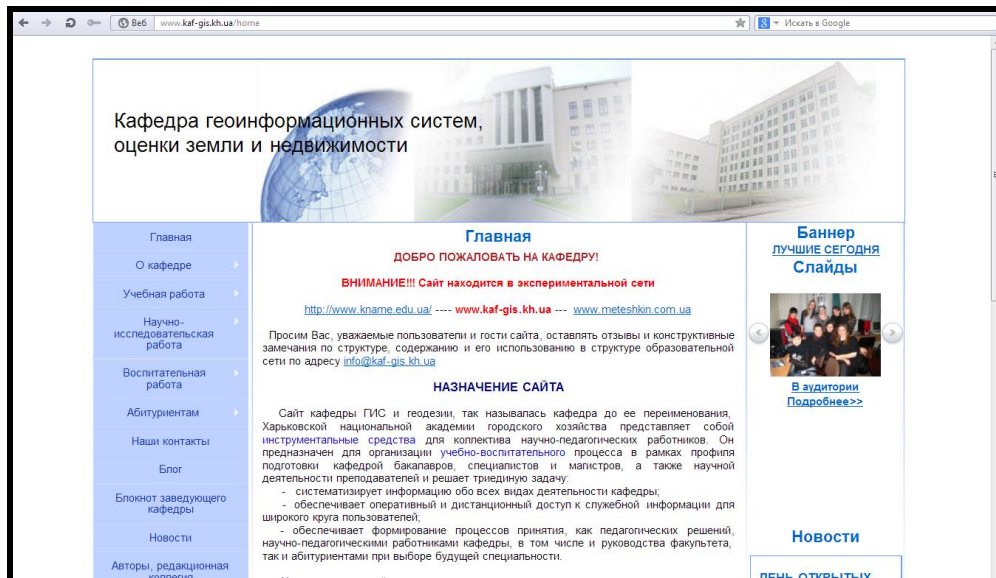 Веб
www.kaf-gis.kh.ua/home
Искать в Google
Кафедра геоинформационных систем,
оценки земли и недвижимости
Главная
О кафедре
Учебная работа
Научно-
исследовательская
работа
Воспитательная
работа
Абитуриентам
Наши контакты
Блог
Блокнот заведующего
кафедры
Новости
Авторы, редакционная
коллегия
Главная
ДОБРО ПОЖАЛОВАТЬ НА КАФЕДРУ!
ВНИМАНИЕ!!! Сайт находится в экспериментальной сети
http://www.kname.edu.ua/ ---- www.kaf-gis.kh.ua --- www.meteshkin.com.ua
Просим Вас, уважаемые пользователи и гости сайта, оставлять отзывы и конструктивные
замечания по структуре, содержанию и его использованию в структуре образовательной
сети по адресу info@kaf-gis.kh.ua
НАЗНАЧЕНИЕ САЙТА
Сайт кафедры ГИС и геодезии, так называлась кафедра до ее переименования,
Харьковской национальной академии городского хозяйства представляет собой
инструментальные средства для коллектива научно-педагогических работников. Он
предназначен для организации учебно-воспитательного процесса в рамках профиля
подготовки кафедрой бакалавров, специалистов и магистров, а также научной
деятельности преподавателей и решает триединую задачу:
- систематизирует информацию обо всех видах деятельности кафедры;
- обеспечивает оперативный и дистанционный доступ к служебной информации для
широкого круга пользователей;
- обеспечивает формирование процессов принятия, как педагогических решений,
научно-педагогическими работниками кафедры, в том числе и руководства факультета,
так и абитуриентами при выборе будущей специальности.
Баннер
ЛУЧШИЕ СЕГОДНЯ
Слайды
В аудитории
Подробнее>>
Новости
ДЕНЬ ОТКРЫТЫХ